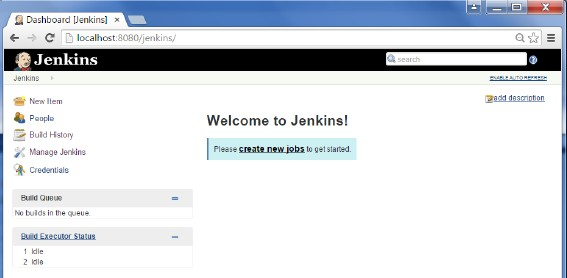 Dashboard [Jenkins]
localhost:8080/jenkins/
Jenkins
search
Jenkins
ENABLE AUTO REFRESH
New Item
People
Build History
Manage Jenkins
Credentials
add description
Welcome to Jenkins!
Please create new jobs to get started.
Build Queue
No builds in the queue.
Build Executor Status
1 Idle
2 Idle